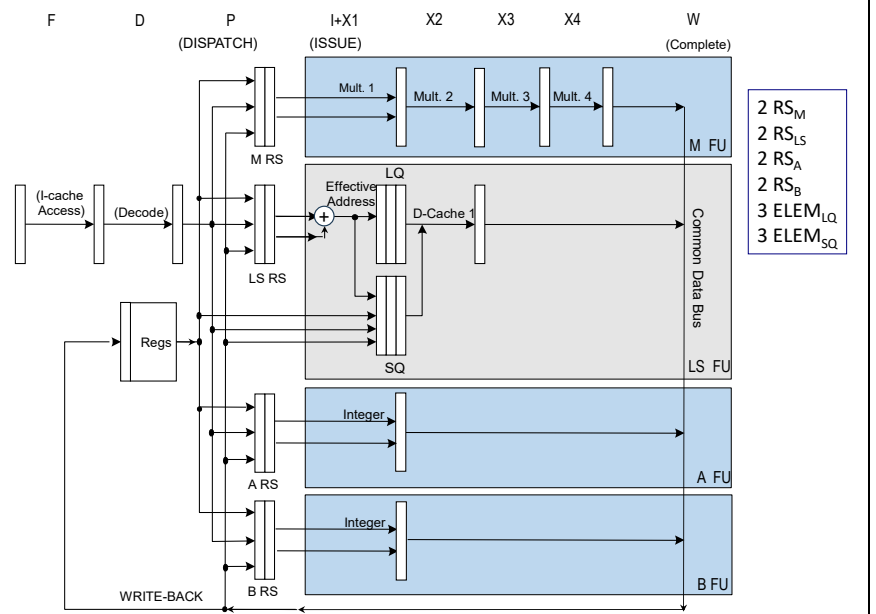 F D P I+X1 X2 X3 X4 W
(DISPATCH) (ISSUE) (Complete)
Mult. 1
Mult. 2 Mult. 3 Mult. 4
M RS
M FU
2 RSM
2 RSLS
2 RSA
2 RSB
3 ELEMLQ
3 ELEMSQ
LQ
(I-cache
Access)
(Decode)
Effective
Address
+
D-Cache 1
LS RS
Common Data Bus
Regs
SQ
LS FU
Integer
A RS
A FU
Integer
B RS
B FU
WRITE-BACK